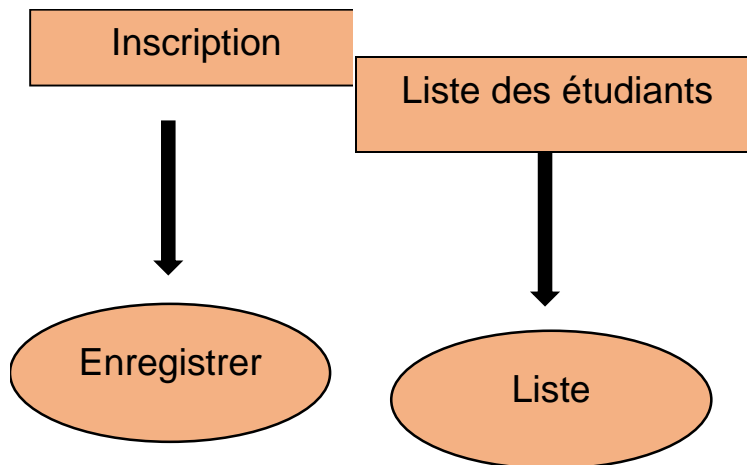 Inscription
Liste des étudiants
Enregistrer
Liste